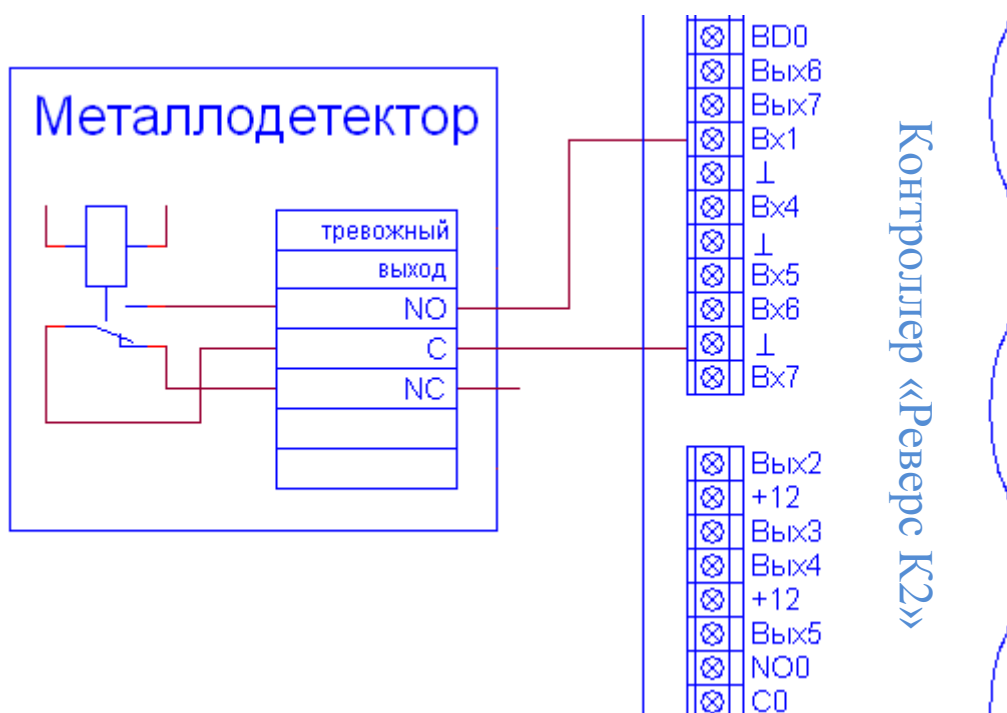 Металлодетектор
тревожный
выход
NO
C
NC
BD0
Вых6
Вых7
Вх1
⊥
Вх4
⊥
Вх5
Вх6
⊥
Вх7
Вых2
+12
Вых3
Вых4
+12
Вых5
NO0
C0
Контроллер «Реверс К2»